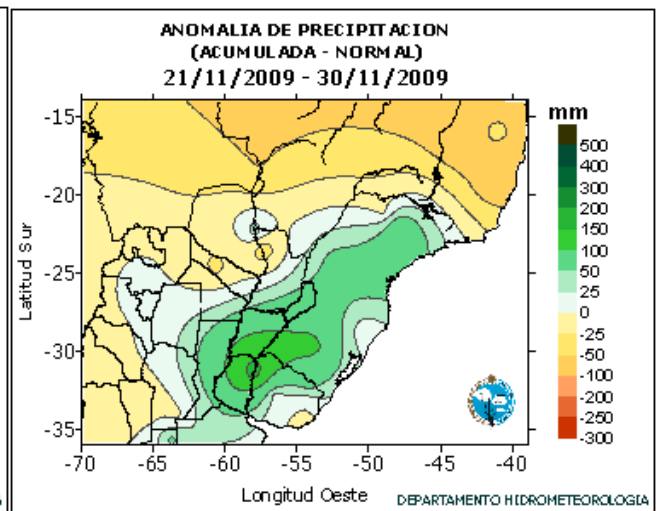 ANOMALIA DE PRECIPITACION
(ACUMULADA - NORMAL)
21/11/2009 - 30/11/2009
mm
500
400
300
200
150
100
50
25
0
-25
-50
-100
-200
-250
-300
Latitud Sur
-15
-20
-25
-30
-35
-70 -65 -60 -55 -50 -45 -40
Longitud Oeste
DEPARTAMENTO HIDROMETEOROLOGIA